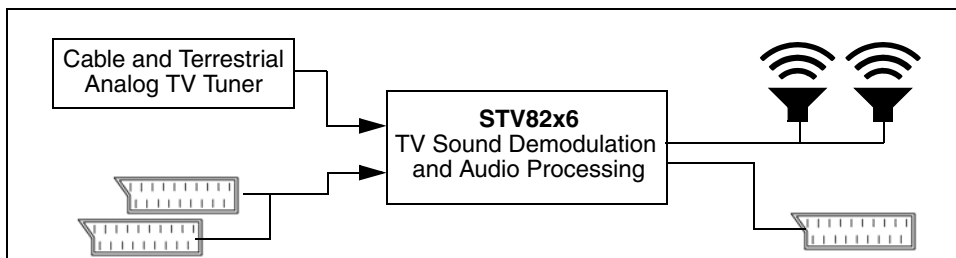 Cable and Terrestrial
Analog TV Tuner
STV82x6
TV Sound Demodulation
and Audio Processing